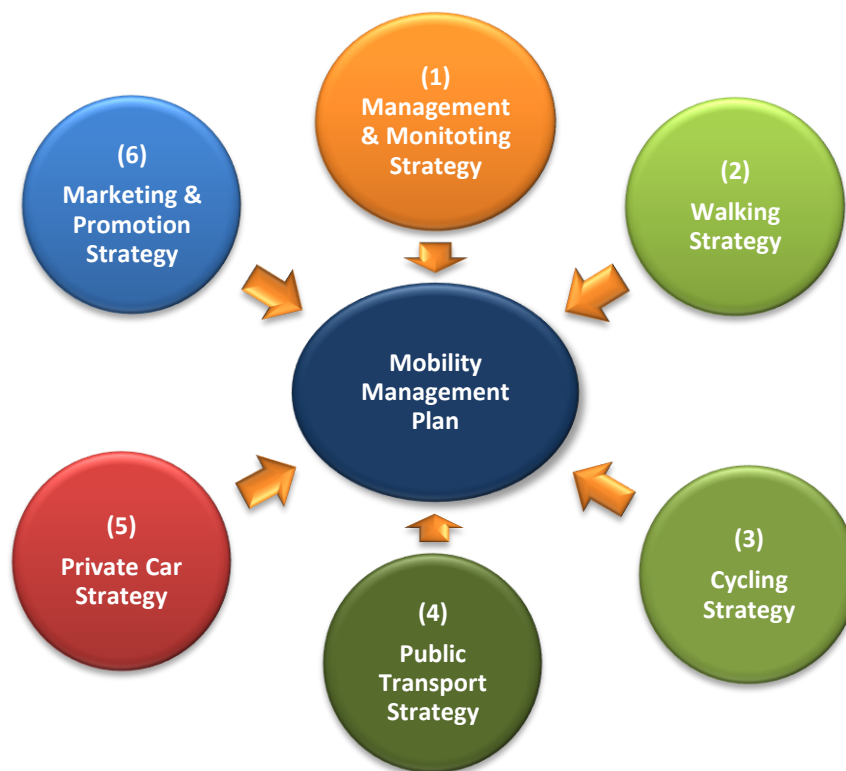 (1)
Management
& Monitoting
Strategy
(2)
Walking
Strategy
(3)
Cycling
Strategy
(4)
Public
Transport
Strategy
(5)
Private Car
Strategy
(6)
Marketing &
Promotion
Strategy
Mobility
Management
Plan